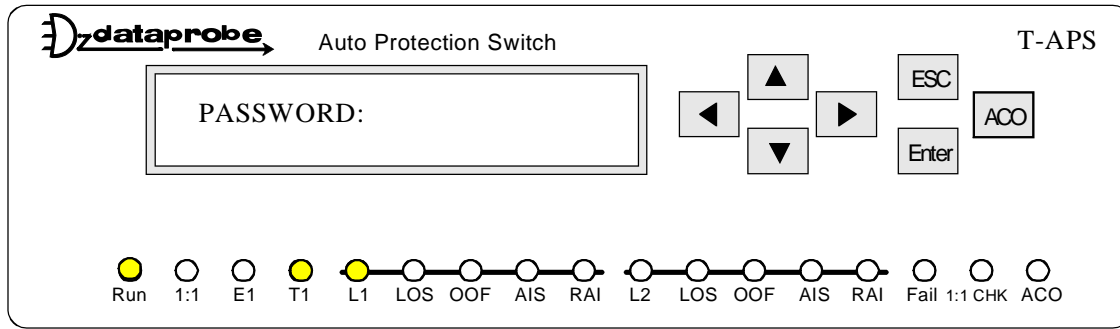 dataprobe
Auto Protection Switch
T-APS
PASSWORD:
ESC
ACO
Enter
Run 1:1 E1 T1 L1 LOS OOF AIS RAI L2 LOS OOF AIS RAI Fail 1:1 CHK ACO